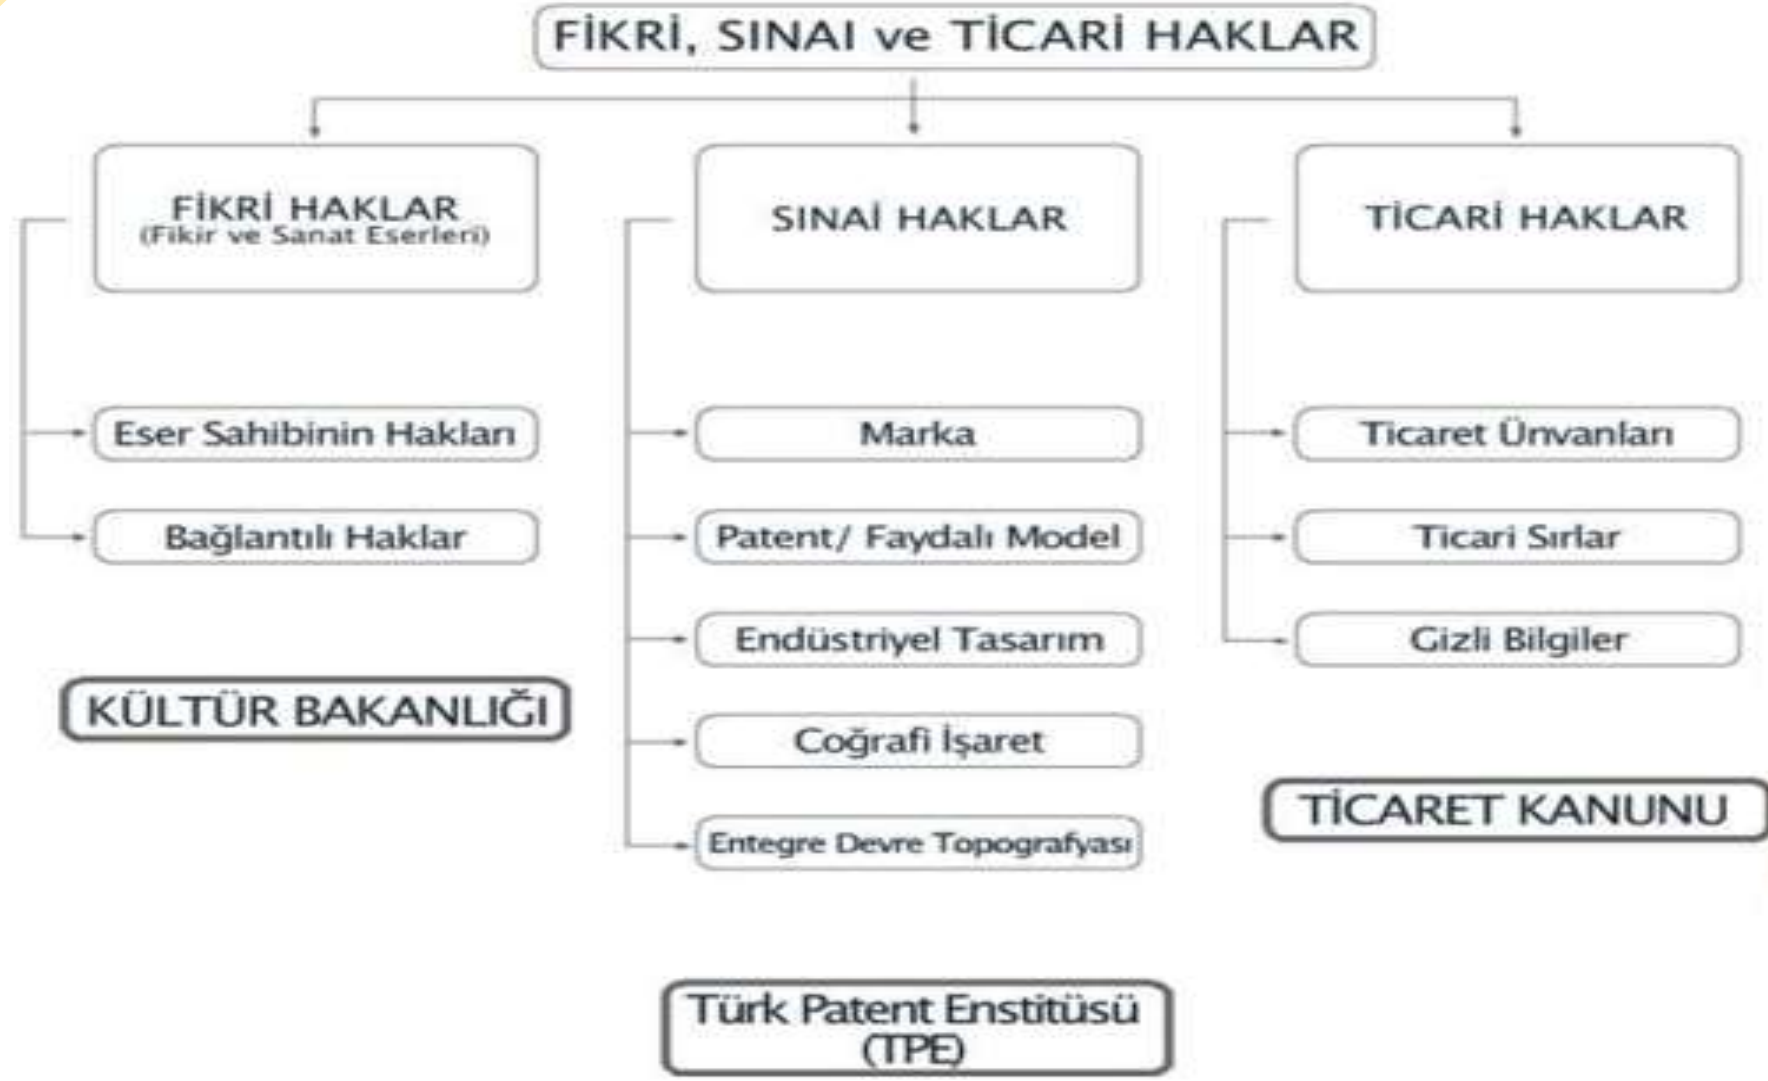 FİKRİ, SINAI ve TİCARİ HAKLAR
FİKRİ HAKLAR
(Fikir ve Sanat Eserleri)
Eser Sahibinin Hakları
Bağlantılı Haklar
KÜLTÜR BAKANLIĞI
SINAİ HAKLAR
Marka
Patent/ Faydalı Model
Endüstriyel Tasarım
Coğrafi İşaret
Entegre Devre Topografyası
Türk Patent Enstitüsü
(TPE)
TİCARİ HAKLAR
Ticaret Ünvanları
Ticari Sırlar
Gizli Bilgiler
TİCARET KANUNU